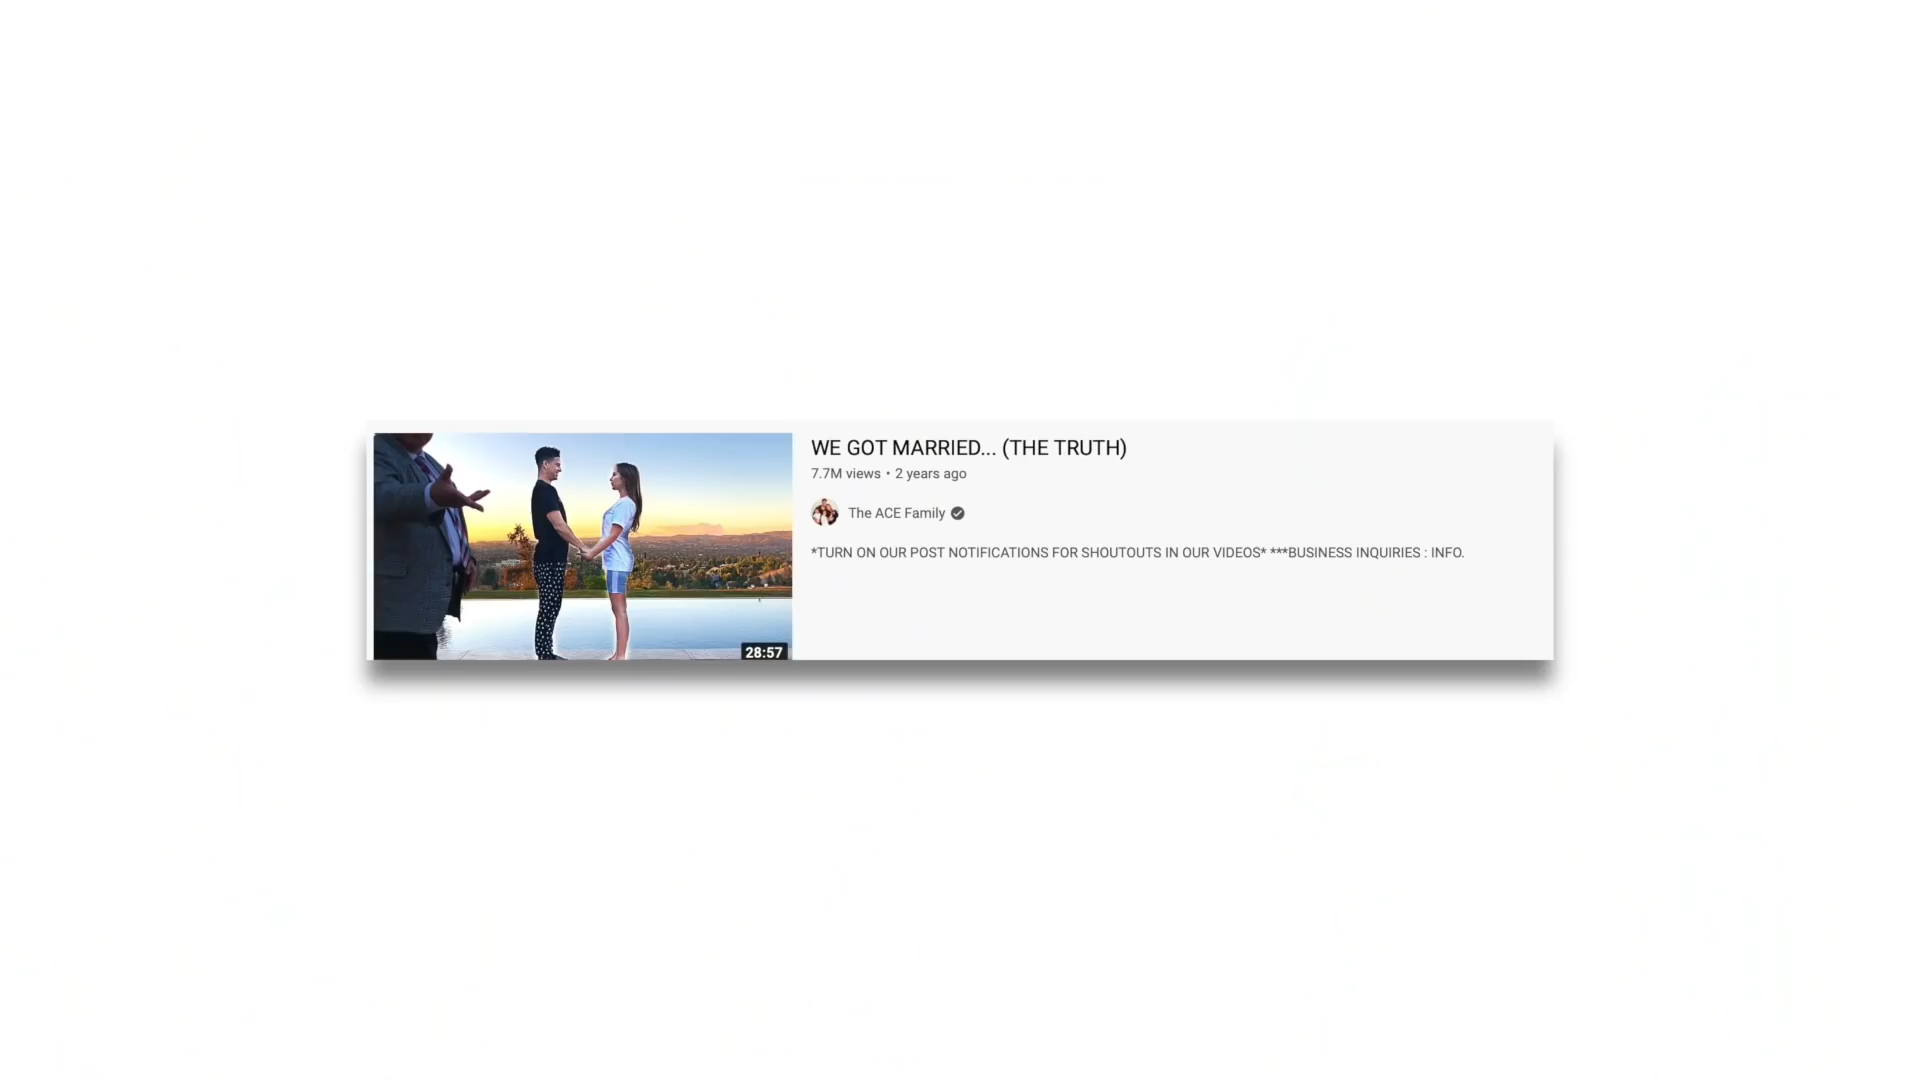 WE GOT MARRIED... (THE TRUTH)
7.7M views • 2 years ago
The ACE Family
*TURN ON OUR POST NOTIFICATIONS FOR SHOUTOUTS IN OUR VIDEOS* ***BUSINESS INQUIRIES : INFO.
28:57